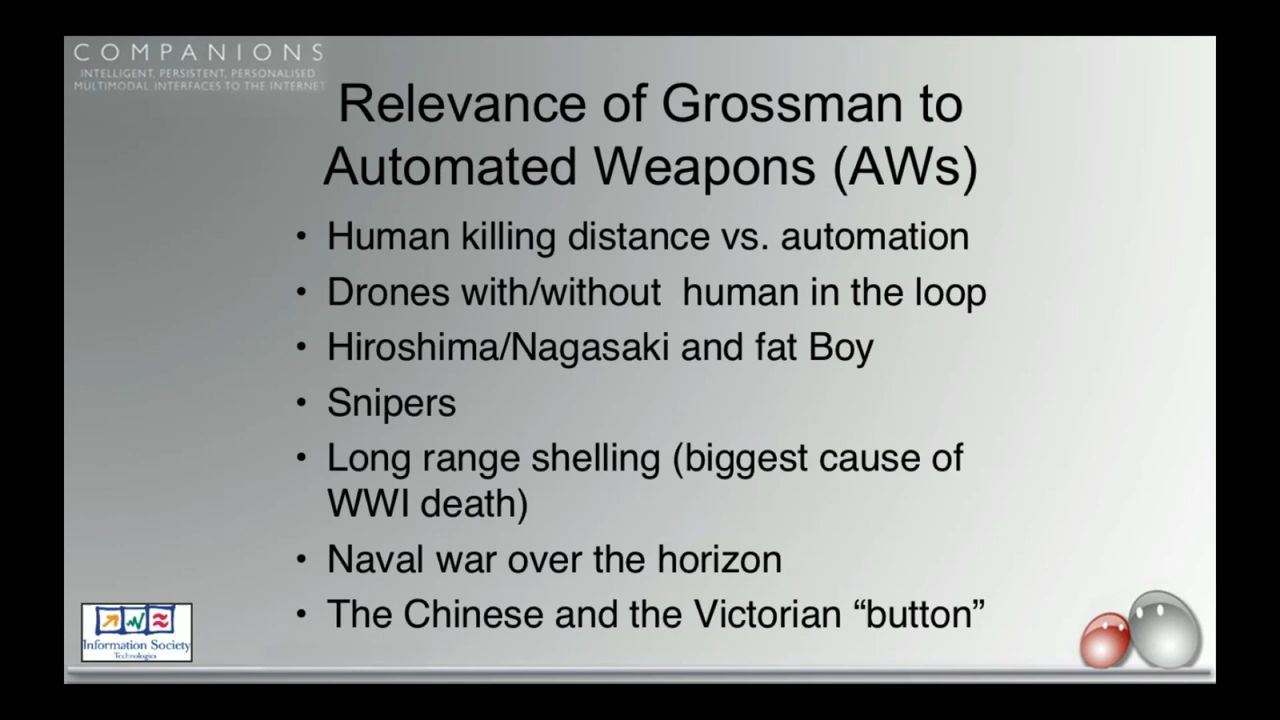 COMPANIONS
INTELLIGENT, PERSISTENT, PERSONALISED
MULTIMODAL INTERFACES TO THE INTERNET
Relevance of Grossman to
Automated Weapons (AWs)
• Human killing distance vs. automation
• Drones with/without human in the loop
• Hiroshima/Nagasaki and fat Boy
• Snipers
• Long range shelling (biggest cause of
WWI death)
• Naval war over the horizon
• The Chinese and the Victorian “button”
Information Society
Technologies